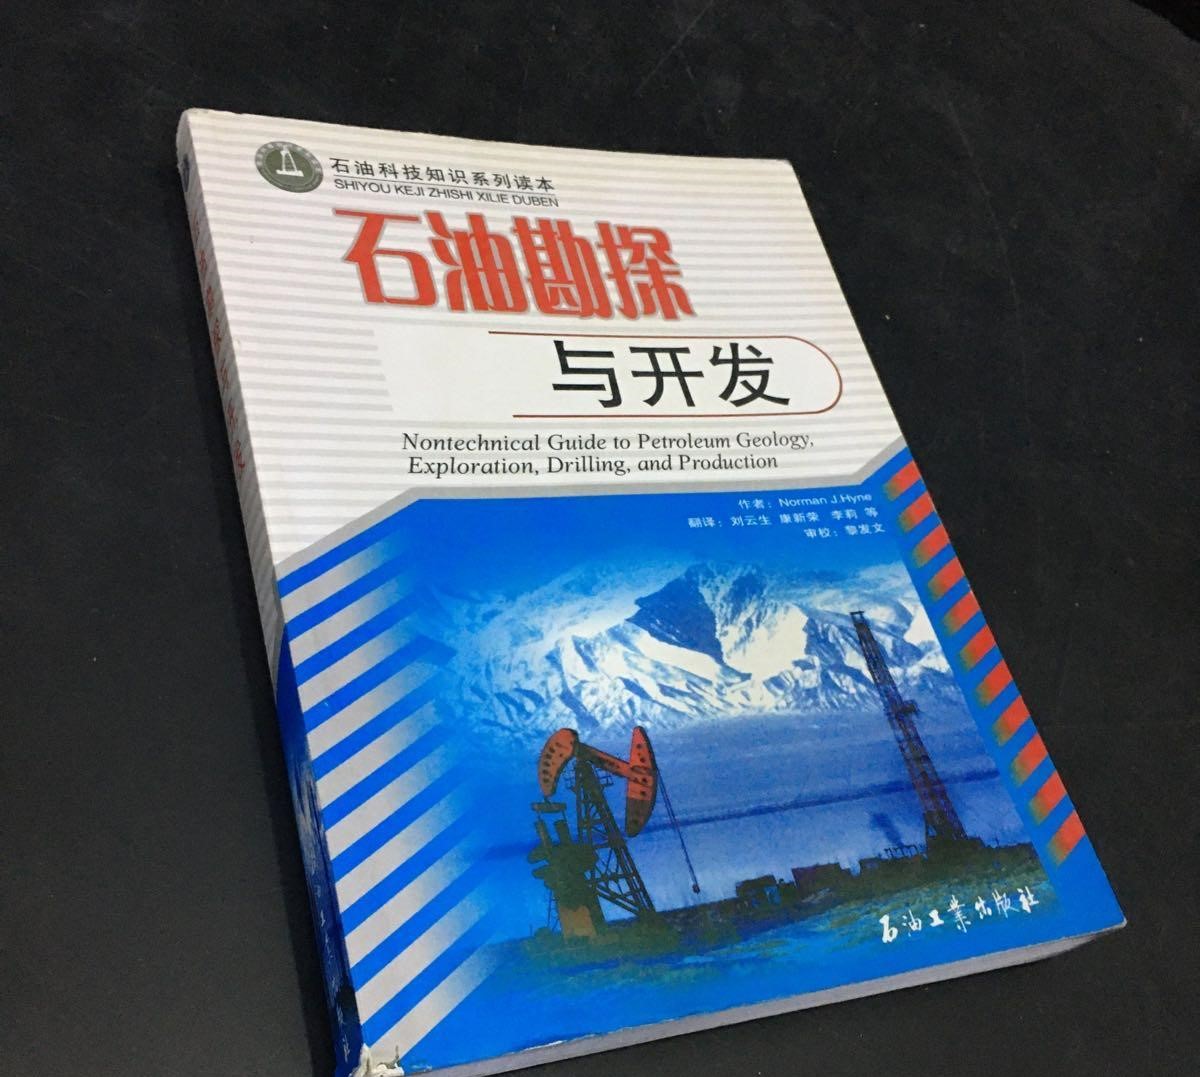 石油科技知识系列读本
SHIYOU KEJI ZHISHI XILIE DUBEN
石油勘探
与开发
Nontechnical Guide to Petroleum Geology,
Exploration, Drilling, and Production
作者：Norman J.Hyne
翻译：刘云生 康新荣 李莉 等
审校：黎发文
石油工業出版社